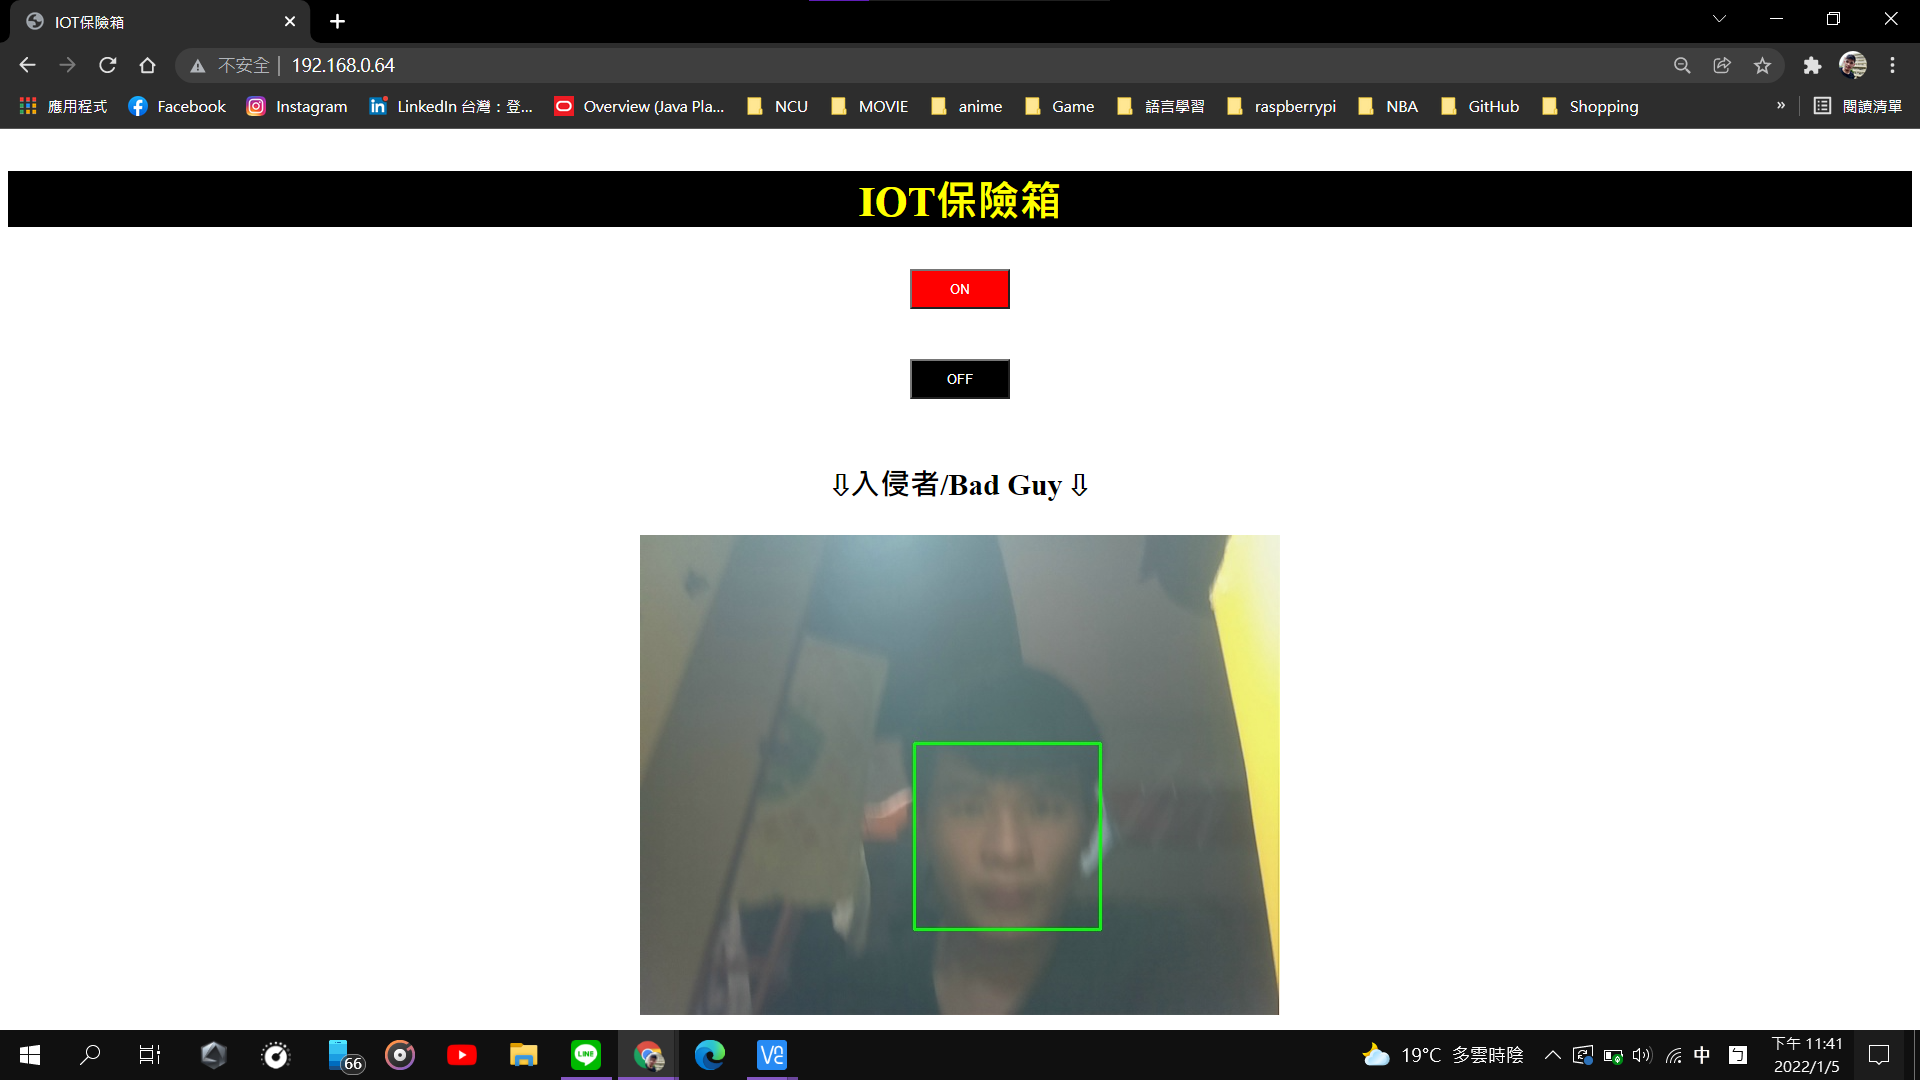 IOT保險箱
不安全 192.168.0.64
應用程式 Facebook Instagram LinkedIn 台灣：登... Overview (Java Pla... NCU MOVIE anime Game 語言學習 raspberrypi NBA GitHub Shopping » 閱讀清單
IOT保險箱
ON
OFF
⇩入侵者/Bad Guy ⇩
66 LINE 19°C 多雲時陰 中 下午 11:41
2022/1/5